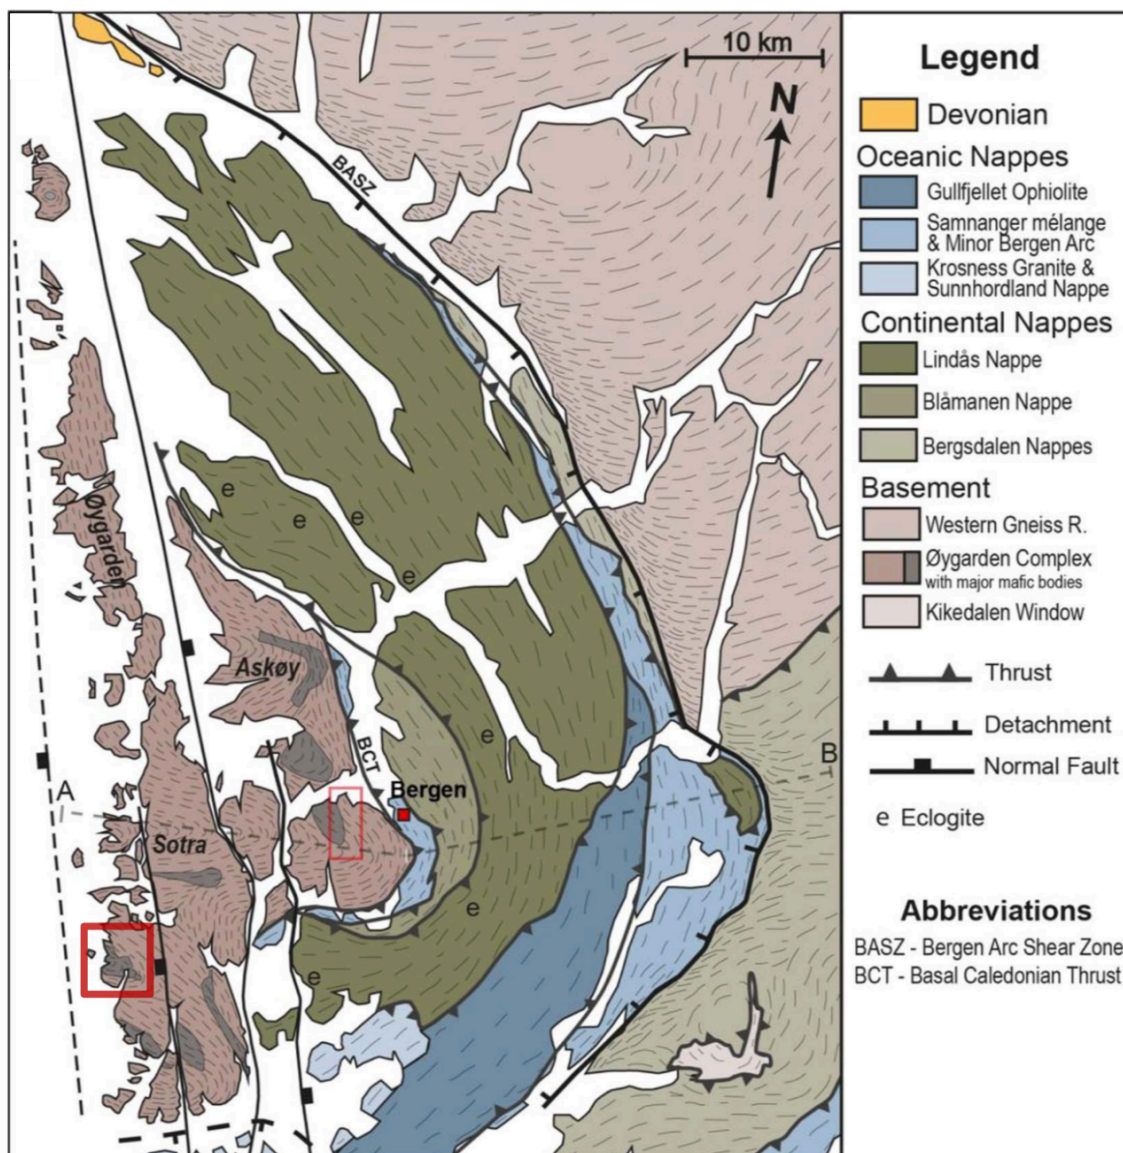 10 km
N
BASZ
e
e
e
e
Øygarden
Askøy
e
BCT
B
A
Bergen
Sotra
e
e
Legend
Devonian
Oceanic Nappes
Gullfjellet Ophiolite
Samnanger mélange
& Minor Bergen Arc
Krosness Granite &
Sunnhordland Nappe
Continental Nappes
Lindås Nappe
Blåmanen Nappe
Bergsdalen Nappes
Basement
Western Gneiss R.
Øygarden Complex
with major mafic bodies
Kikedalen Window
Thrust
Detachment
Normal Fault
e Eclogite
Abbreviations
BASZ - Bergen Arc Shear Zone
BCT - Basal Caledonian Thrust